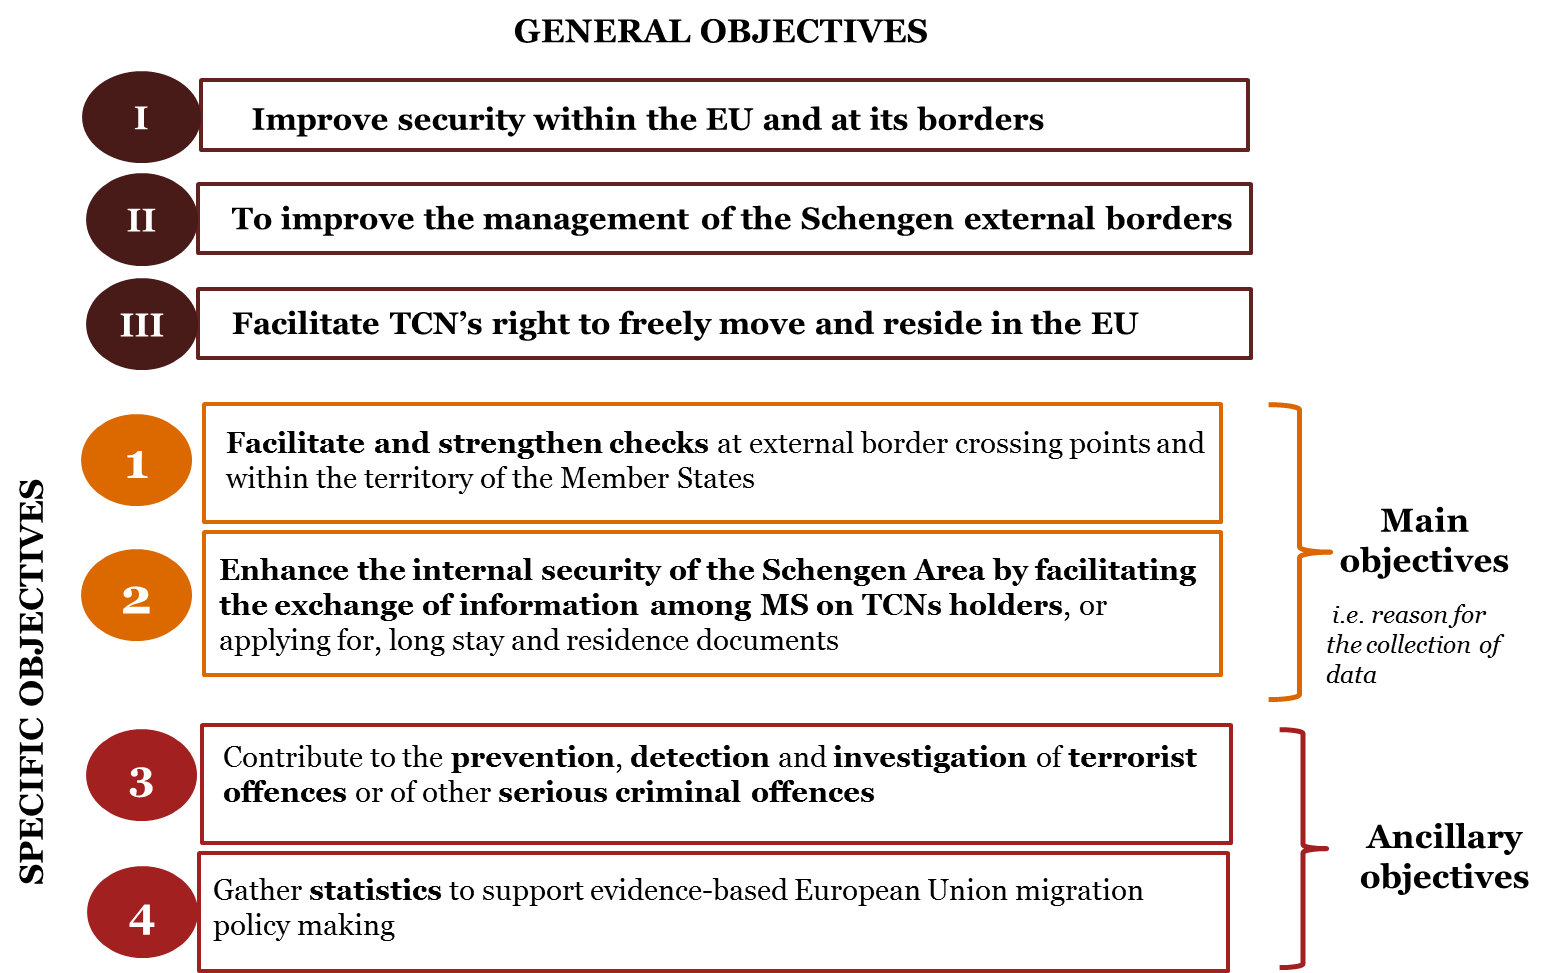 GENERAL OBJECTIVES
I
Improve security within the EU and at its borders
II
To improve the management of the Schengen external borders
III
Facilitate TCN’s right to freely move and reside in the EU
SPECIFIC OBJECTIVES
1
Facilitate and strengthen checks at external border crossing points and
within the territory of the Member States
2
Enhance the internal security of the Schengen Area by facilitating
the exchange of information among MS on TCNs holders, or
applying for, long stay and residence documents
Main
objectives
i.e. reason for
the collection of
data
3
Contribute to the prevention, detection and investigation of terrorist
offences or of other serious criminal offences
4
Gather statistics to support evidence-based European Union migration
policy making
Ancillary
objectives